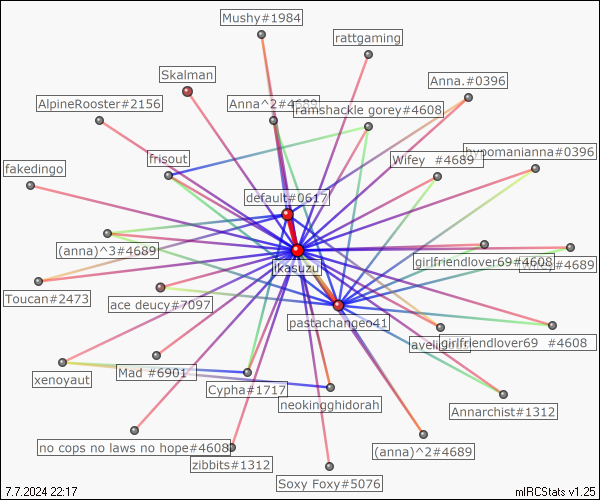 Mushy#1984
rattgaming
Skalman
Anna.#0396
AlpineRooster#2156
Anna^2#4689
ramshackle gorey#4608
frisout
Wifey #4689
hypomanianna#0396
fakedingo
default#0617
(anna)^3#4689
girlfriendlover69#4608
#4689
ikasuzu
Toucan#2473
ace deucy#7097
pastachange041
girlfriendlover69 #4608
xenoyaut
Mad #6901
Cypha#1717
neokingghidorah
Annarchist#1312
no cops no laws no hope#4608
(anna)^2#4689
zibbits#1312
Soxy Foxy#5076
7.7.2024 22:17
mIRCStats v1.25